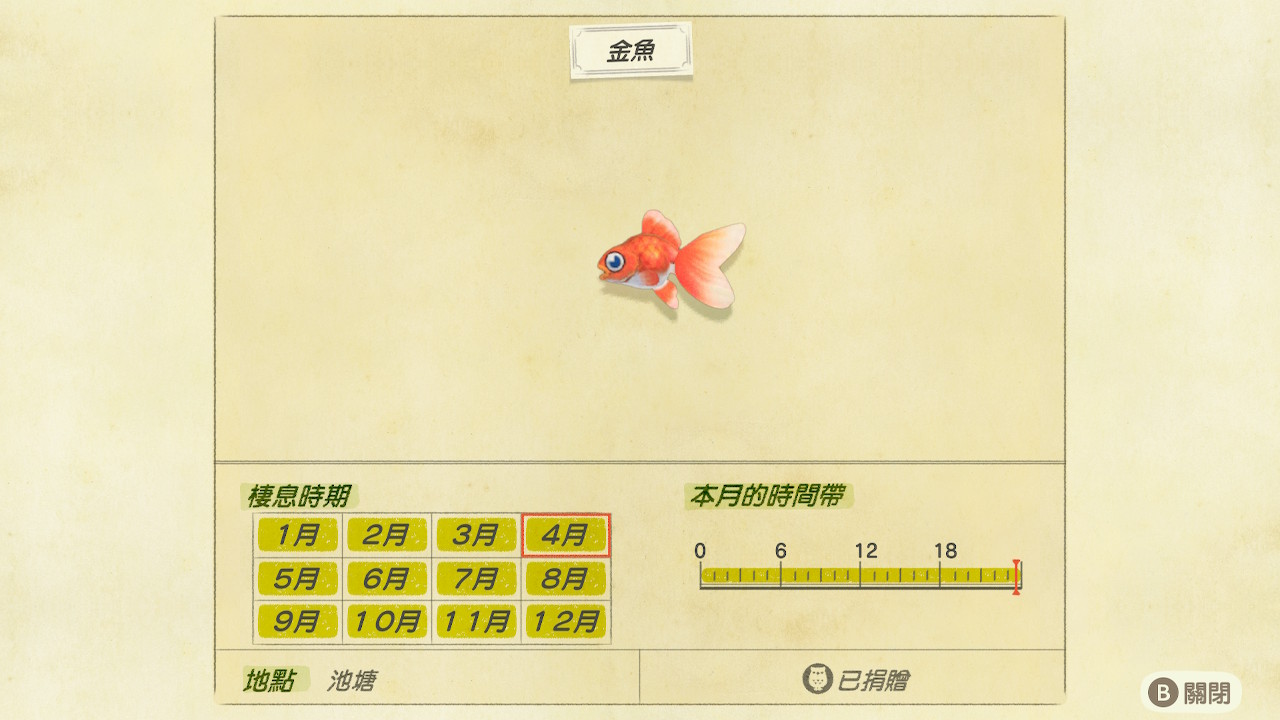 金魚
棲息時期
1月 2月 3月 4月
5月 6月 7月 8月
9月 10月 11月 12月
本月的時間帶
0 6 12 18
地點 池塘
已捐贈
B 關閉